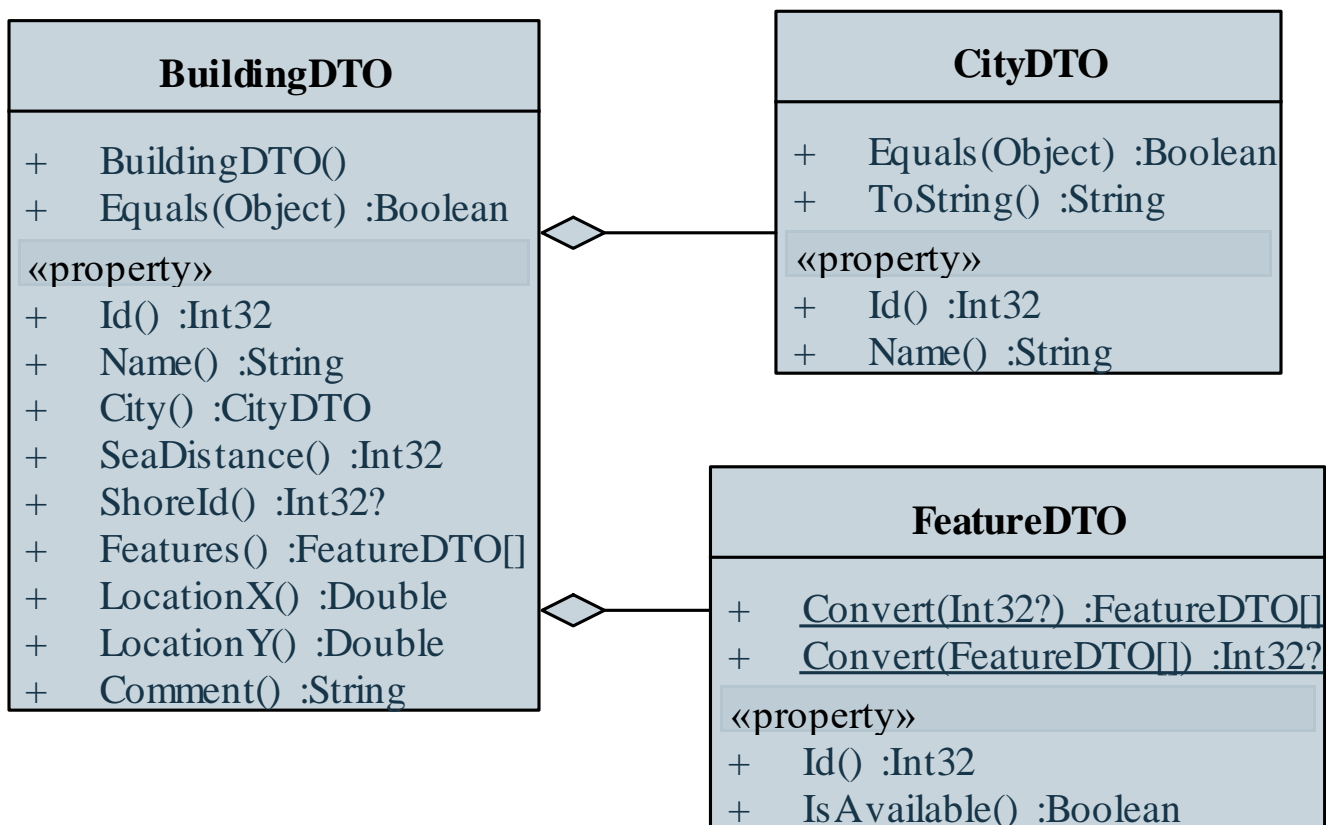 BuildingDTO
+ BuildingDTO()
+ Equals(Object) :Boolean
«property»
+ Id() :Int32
+ Name() :String
+ City() :CityDTO
+ SeaDistance() :Int32
+ ShoreId() :Int32?
+ Features() :FeatureDTO[]
+ LocationX() :Double
+ LocationY() :Double
+ Comment() :String
CityDTO
+ Equals(Object) :Boolean
+ ToString() :String
«property»
+ Id() :Int32
+ Name() :String
FeatureDTO
+ Convert(Int32?) :FeatureDTO[]
+ Convert(FeatureDTO[]) :Int32?
«property»
+ Id() :Int32
+ IsAvailable() :Boolean